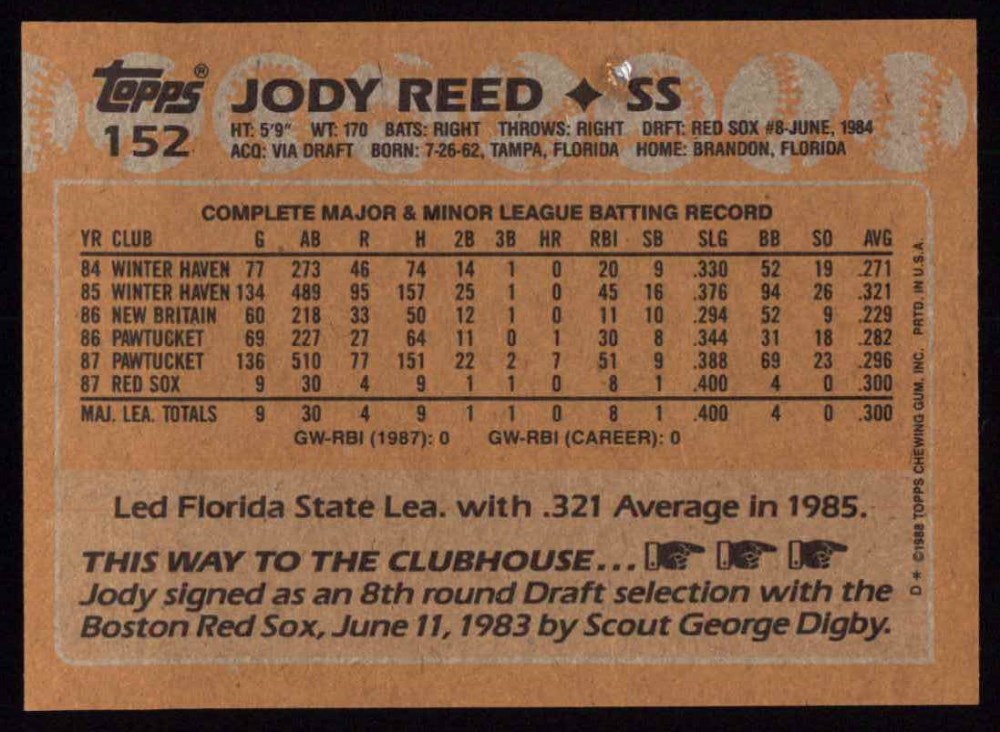 topps® JODY REED ◆ SS
152 HT: 5'9" WT: 170 BATS: RIGHT THROWS: RIGHT DRFT: RED SOX #8-JUNE, 1984
ACQ: VIA DRAFT BORN: 7-26-62, TAMPA, FLORIDA HOME: BRANDON, FLORIDA
COMPLETE MAJOR & MINOR LEAGUE BATTING RECORD
YR CLUB G AB R H 2B 3B HR RBI SB SLG BB SO AVG
84 WINTER HAVEN 77 273 46 74 14 1 0 20 9 .330 52 19 .271
85 WINTER HAVEN 134 489 95 157 25 1 0 45 16 .376 94 26 .321
86 NEW BRITAIN 60 218 33 50 12 1 0 11 10 .294 52 9 .229
86 PAWTUCKET 69 227 27 64 11 0 1 30 8 .344 31 18 .282
87 PAWTUCKET 136 510 77 151 22 2 7 51 9 .388 69 23 .296
87 RED SOX 9 30 4 9 1 1 0 8 1 .400 4 0 .300
MAJ. LEA. TOTALS 9 30 4 9 1 1 0 8 1 .400 4 0 .300
GW-RBI (1987): 0 GW-RBI (CAREER): 0
Led Florida State Lea. with .321 Average in 1985.
THIS WAY TO THE CLUBHOUSE...
Jody signed as an 8th round Draft selection with the
Boston Red Sox, June 11, 1983 by Scout George Digby.
D* ©1988 TOPPS CHEWING GUM, INC. PRTD. IN U.S.A.